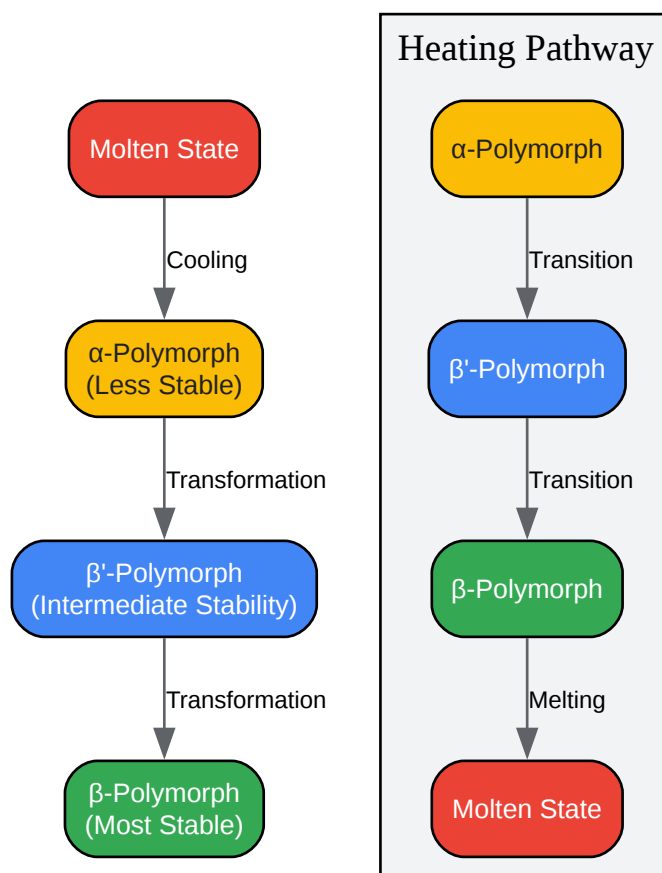 Molten State
Cooling
α-Polymorph
(Less Stable)
Transformation
β'-Polymorph
(Intermediate Stability)
Transformation
β-Polymorph
(Most Stable)
Heating Pathway
α-Polymorph
Transition
β'-Polymorph
Transition
β-Polymorph
Melting
Molten State